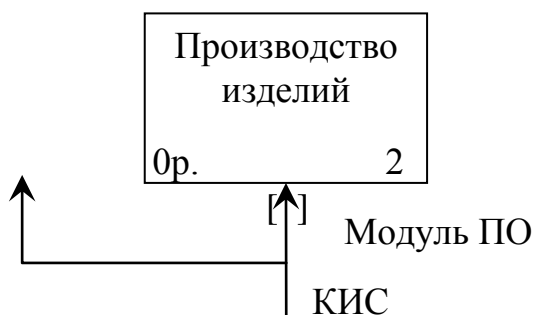 Производство
изделий
0р. 2
[ ]
Модуль ПО
КИС